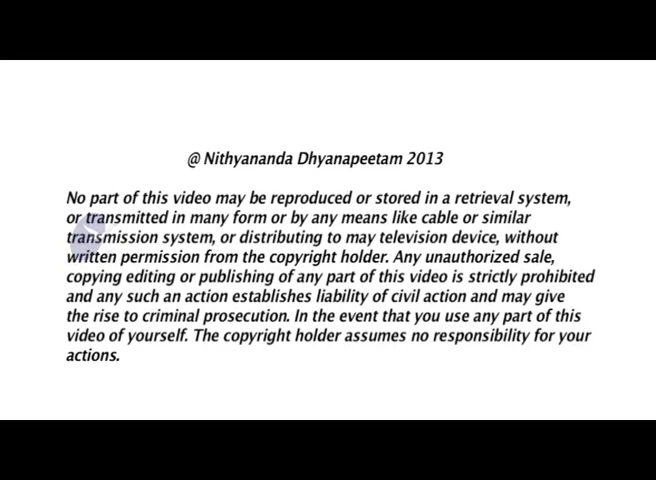 @ Nithyananda Dhyanapeetam 2013
No part of this video may be reproduced or stored in a retrieval system,
or transmitted in many form or by any means like cable or similar
transmission system, or distributing to may television device, without
written permission from the copyright holder. Any unauthorized sale,
copying editing or publishing of any part of this video is strictly prohibited
and any such an action establishes liability of civil action and may give
the rise to criminal prosecution. In the event that you use any part of this
video of yourself. The copyright holder assumes no responsibility for your
actions.